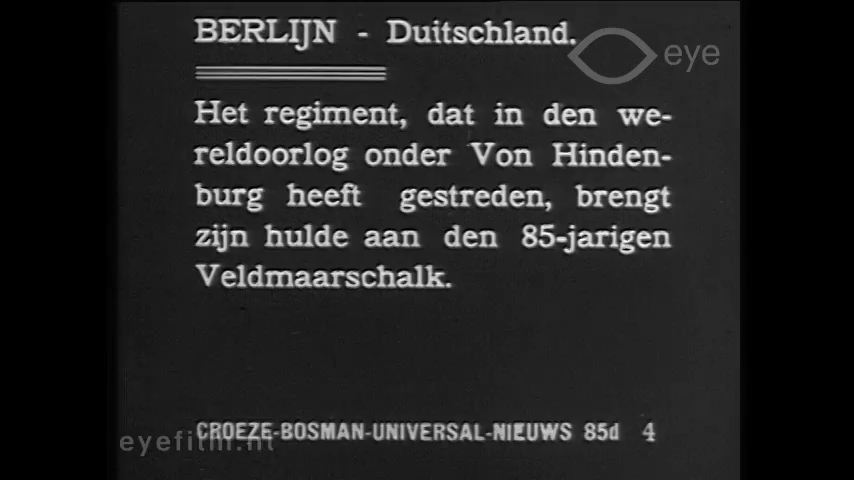 BERLIJN - Duitschland.
eye
Het regiment, dat in den we-
reldoorlog onder Von Hinden-
burg heeft gestreden, brengt
zijn hulde aan den 85-jarigen
Veldmaarschalk.
CROEZE-BOSMAN-UNIVERSAL-NIEUWS 85d 4
eyefilm.nl